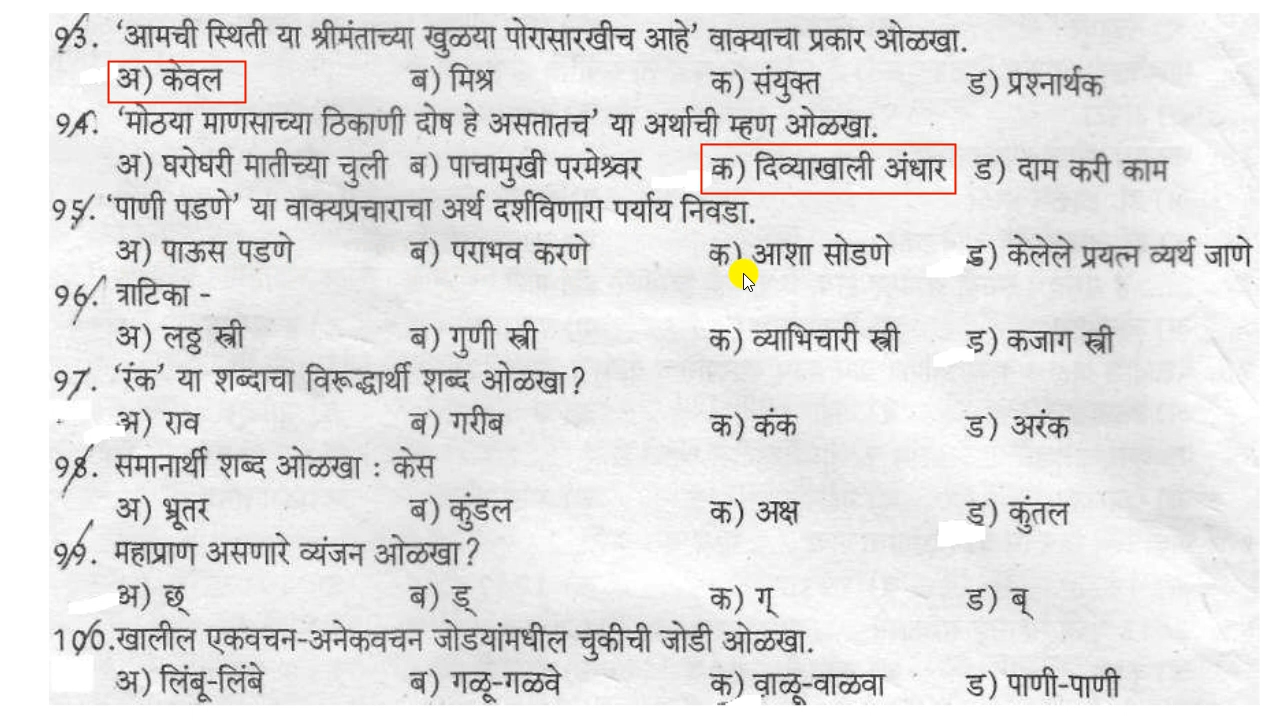 93. 'आमची स्थिती या श्रीमंताच्या खुळया पोरासारखीच आहे' वाक्याचा प्रकार ओळखा.
अ) केवल ब) मिश्र क) संयुक्त ड) प्रश्नार्थक
94. 'मोठया माणसाच्या ठिकाणी दोष हे असतातच' या अर्थाची म्हण ओळखा.
अ) घरोघरी मातीच्या चुली ब) पाचामुखी परमेश्वर क) दिव्याखाली अंधार ड) दाम करी काम
95. 'पाणी पडणे' या वाक्यप्रचाराचा अर्थ दर्शविणारा पर्याय निवडा.
अ) पाऊस पडणे ब) पराभव करणे क) आशा सोडणे ड) केलेले प्रयत्न व्यर्थ जाणे
96. त्राटिका -
अ) लठ्ठ स्त्री ब) गुणी स्त्री क) व्याभिचारी स्त्री ड) कजाग स्त्री
97. 'रंक' या शब्दाचा विरूद्धार्थी शब्द ओळखा?
अ) राव ब) गरीब क) कंक ड) अरंक
98. समानार्थी शब्द ओळखा : केस
अ) भ्रूतर ब) कुंडल क) अक्ष ड) कुंतल
99. महाप्राण असणारे व्यंजन ओळखा?
अ) छ् ब) ड् क) ग् ड) ब्
100.खालील एकवचन-अनेकवचन जोडयांमधील चुकीची जोडी ओळखा.
अ) लिंबू-लिंबे ब) गळू-गळवे क) वाळू-वाळवा ड) पाणी-पाणी